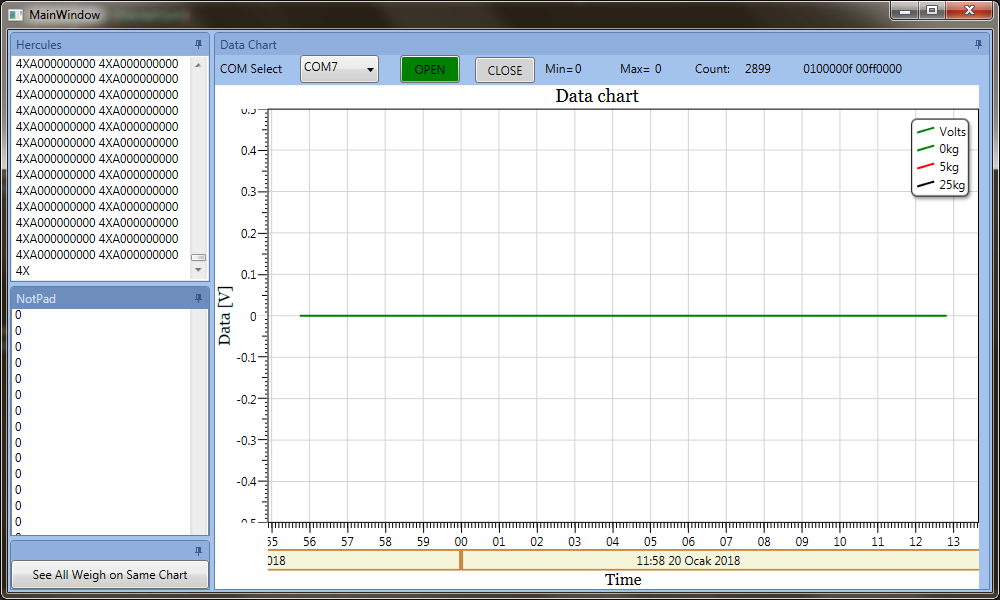 MainWindow
Hercules
4XA000000000 4XA000000000
4XA000000000 4XA000000000
4XA000000000 4XA000000000
4XA000000000 4XA000000000
4XA000000000 4XA000000000
4XA000000000 4XA000000000
4XA000000000 4XA000000000
4XA000000000 4XA000000000
4XA000000000 4XA000000000
4XA000000000 4XA000000000
4XA000000000 4XA000000000
4XA000000000 4XA000000000
4XA000000000 4XA000000000
4X
NotPad
0
0
0
0
0
0
0
0
0
0
0
0
0
0
See All Weigh on Same Chart
Data Chart
COM Select COM7 OPEN CLOSE Min= 0 Max= 0 Count: 2899 0100000f 00ff0000
Data chart
Volts
0kg
5kg
25kg
Data [V]
0.5
0.4
0.3
0.2
0.1
0
-0.1
-0.2
-0.3
-0.4
-0.5
55 56 57 58 59 00 01 02 03 04 05 06 07 08 09 10 11 12 13
018 11:58 20 Ocak 2018
Time